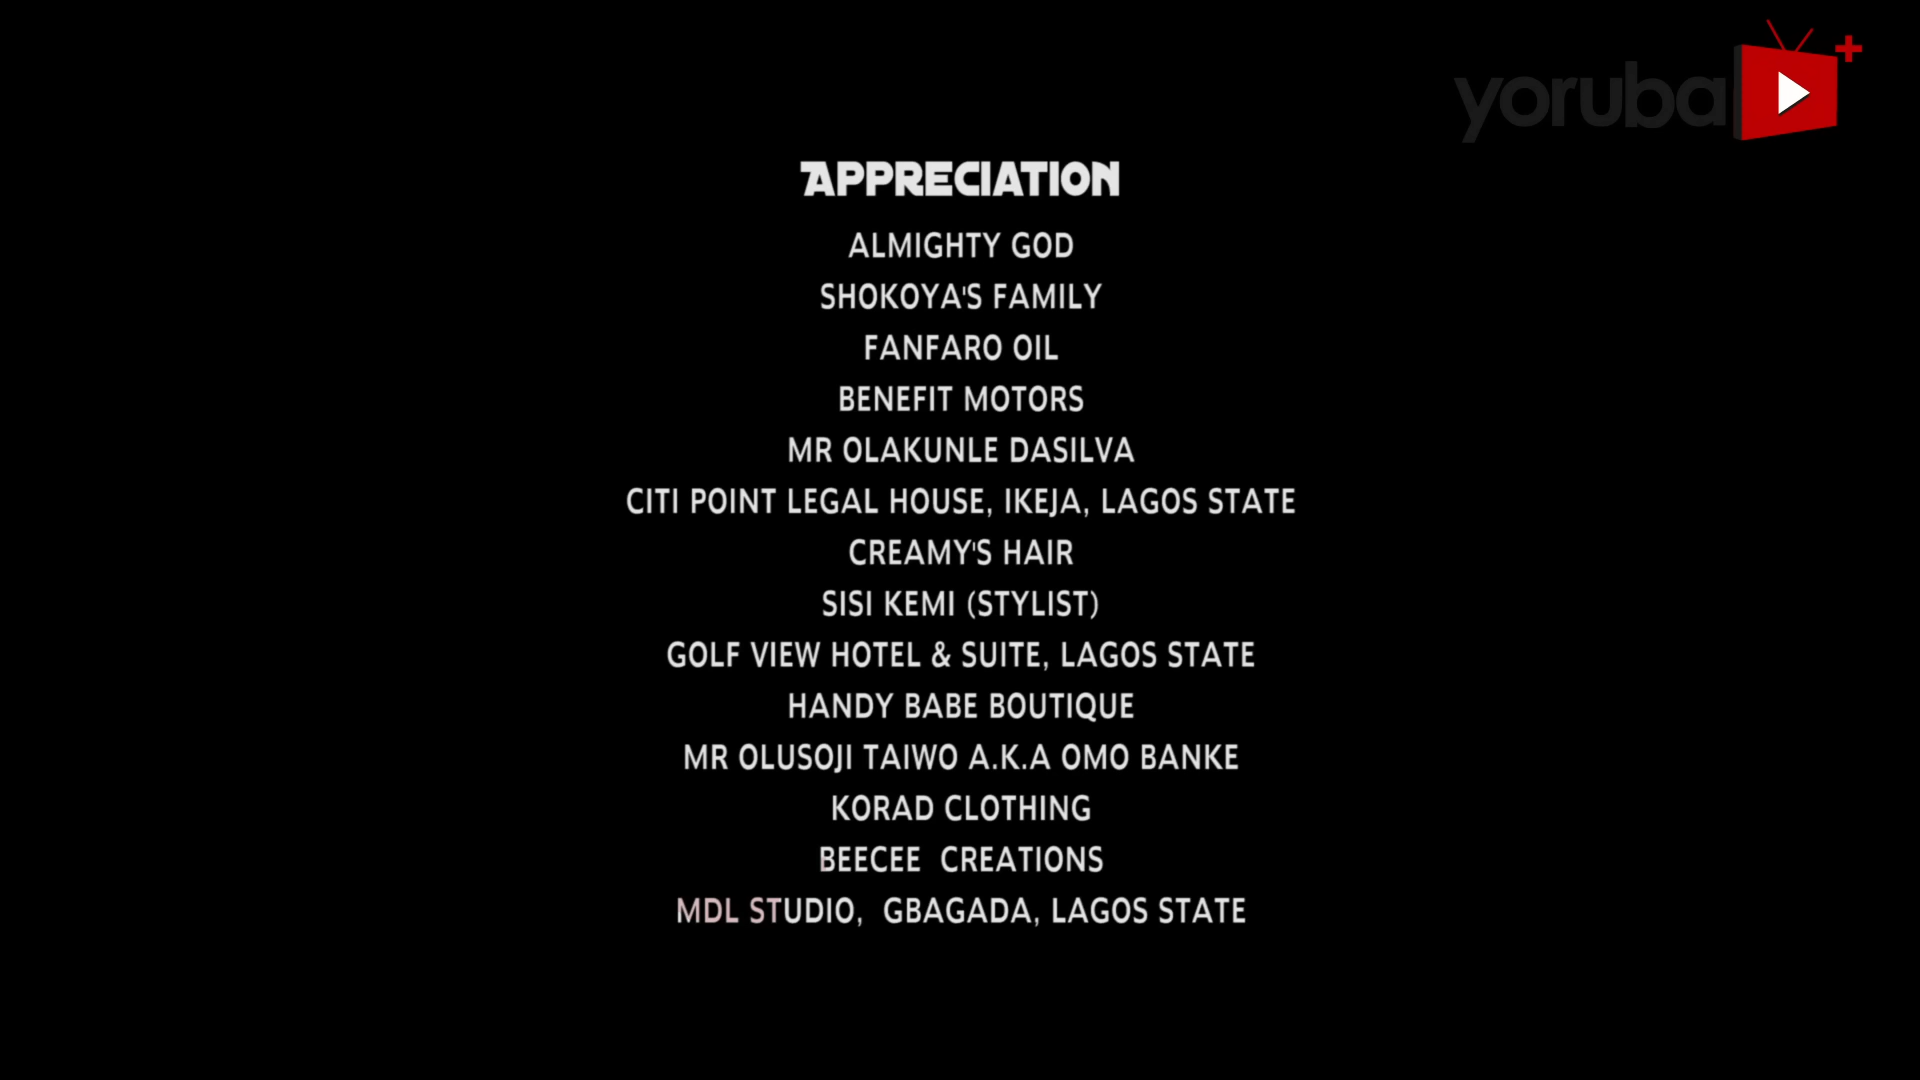 yoruba
APPRECIATION
ALMIGHTY GOD
SHOKOYA'S FAMILY
FANFARO OIL
BENEFIT MOTORS
MR OLAKUNLE DASILVA
CITI POINT LEGAL HOUSE, IKEJA, LAGOS STATE
CREAMY'S HAIR
SISI KEMI (STYLIST)
GOLF VIEW HOTEL & SUITE, LAGOS STATE
HANDY BABE BOUTIQUE
MR OLUSOJI TAIWO A.K.A OMO BANKE
KORAD CLOTHING
BEECEE  CREATIONS
MDL STUDIO,  GBAGADA, LAGOS STATE